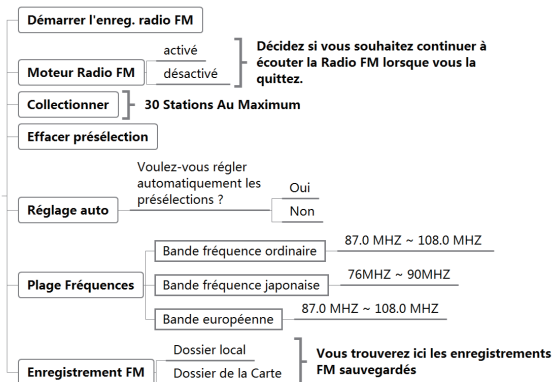 Démarrer l'enreg. radio FM
Moteur Radio FM
activé
désactivé
Décidez si vous souhaitez continuer à
écouter la Radio FM lorsque vous la
quittez.
Collectionner
30 Stations Au Maximum
Effacer présélection
Réglage auto
Voulez-vous régler
automatiquement les
présélections ?
Oui
Non
Plage Fréquences
Bande fréquence ordinaire
87.0 MHZ ~ 108.0 MHZ
Bande fréquence japonaise
76MHZ ~ 90MHZ
Bande européenne
87.0 MHZ ~ 108.0 MHZ
Enregistrement FM
Dossier local
Dossier de la Carte
Vous trouverez ici les enregistrements
FM sauvegardés